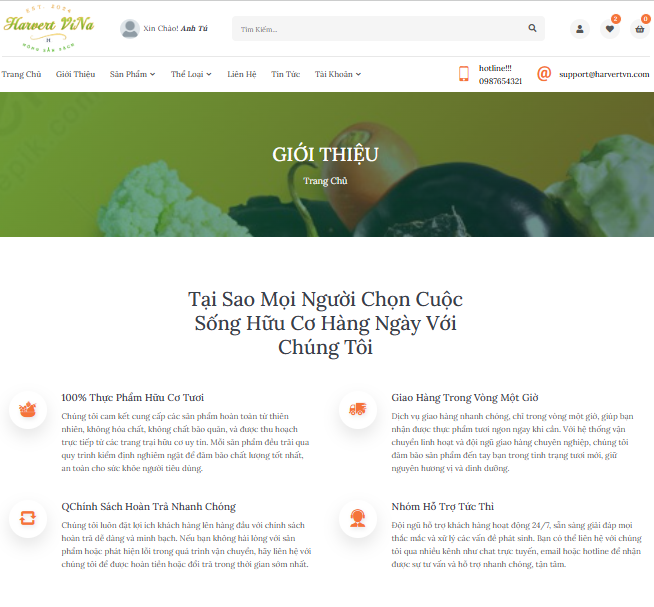 EST. 2024
Harvert ViNa
NÔNG SẢN SẠCH
Xin Chào! Anh Tú
Tìm Kiếm...
2
0
Trang Chủ Giới Thiệu Sản Phẩm Thể Loại Liên Hệ Tin Tức Tài Khoản
hotline!!!
0987654321
@ support@harvertvn.com
GIỚI THIỆU
Trang Chủ
Tại Sao Mọi Người Chọn Cuộc
Sống Hữu Cơ Hàng Ngày Với
Chúng Tôi
100% Thực Phẩm Hữu Cơ Tươi
Chúng tôi cam kết cung cấp các sản phẩm hoàn toàn từ thiên
nhiên, không hóa chất, không chất bảo quản, và được thu hoạch
trực tiếp từ các trang trại hữu cơ uy tín. Mỗi sản phẩm đều trải qua
quy trình kiểm định nghiêm ngặt để đảm bảo chất lượng tốt nhất,
an toàn cho sức khỏe người tiêu dùng.
Giao Hàng Trong Vòng Một Giờ
Dịch vụ giao hàng nhanh chóng, chỉ trong vòng một giờ, giúp bạn
nhận được thực phẩm tươi ngon ngay khi cần. Với hệ thống vận
chuyển linh hoạt và đội ngũ giao hàng chuyên nghiệp, chúng tôi
đảm bảo sản phẩm đến tay bạn trong tình trạng tươi mới, giữ
nguyên hương vị và dinh dưỡng.
QChính Sách Hoàn Trả Nhanh Chóng
Chúng tôi luôn đặt lợi ích khách hàng lên hàng đầu với chính sách
hoàn trả dễ dàng và minh bạch. Nếu bạn không hài lòng với sản
phẩm hoặc phát hiện lỗi trong quá trình vận chuyển, hãy liên hệ với
chúng tôi để được hoàn tiền hoặc đổi trả trong thời gian sớm nhất.
Nhóm Hỗ Trợ Tức Thì
Đội ngũ hỗ trợ khách hàng hoạt động 24/7, sẵn sàng giải đáp mọi
thắc mắc và xử lý các vấn đề phát sinh. Bạn có thể liên hệ với chúng
tôi qua nhiều kênh như chat trực tuyến, email hoặc hotline để nhận
được sự tư vấn và hỗ trợ nhanh chóng, tận tâm.